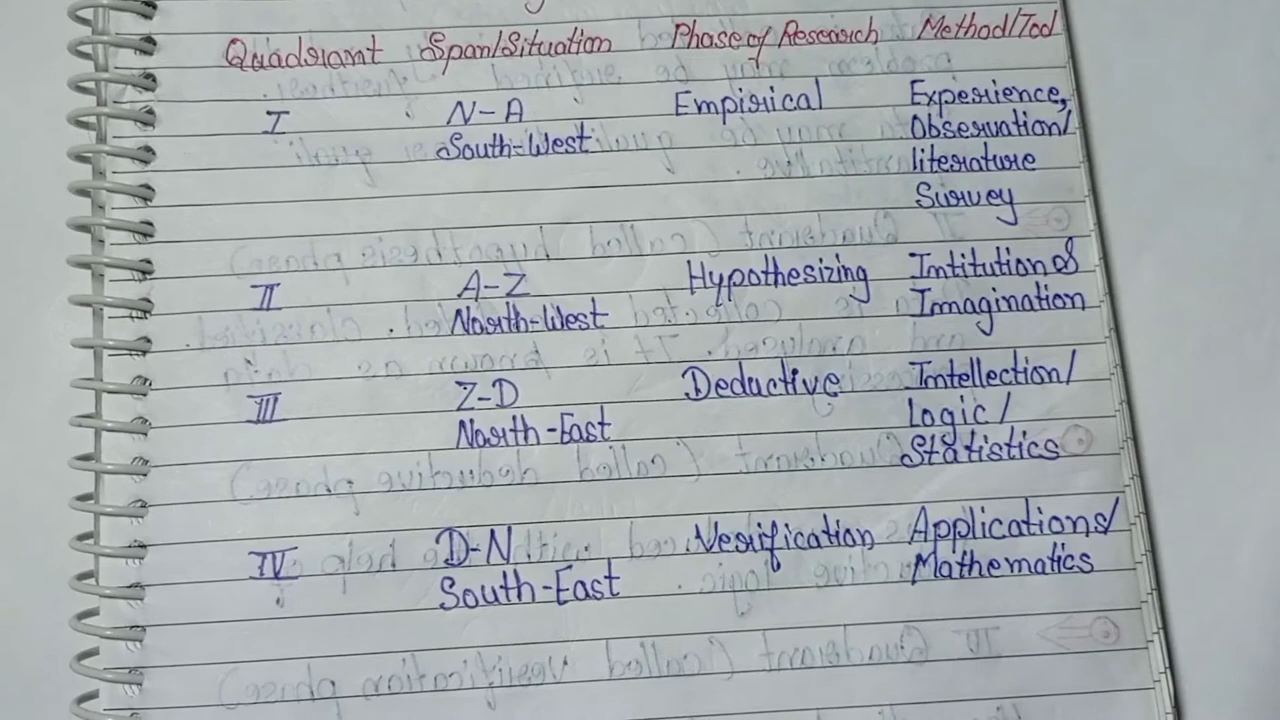 Quadrant Span/Situation Phase of Research Method/Tool
I N-A Empirical Experience,
South-West Observation/
literature
Survey
II A-Z Hypothesizing Intitution &
North-West Imagination
III Z-D Deductive Intellection/
North-East Logic/
Statistics
IV D-N Verification Applications/
South-East Mathematics